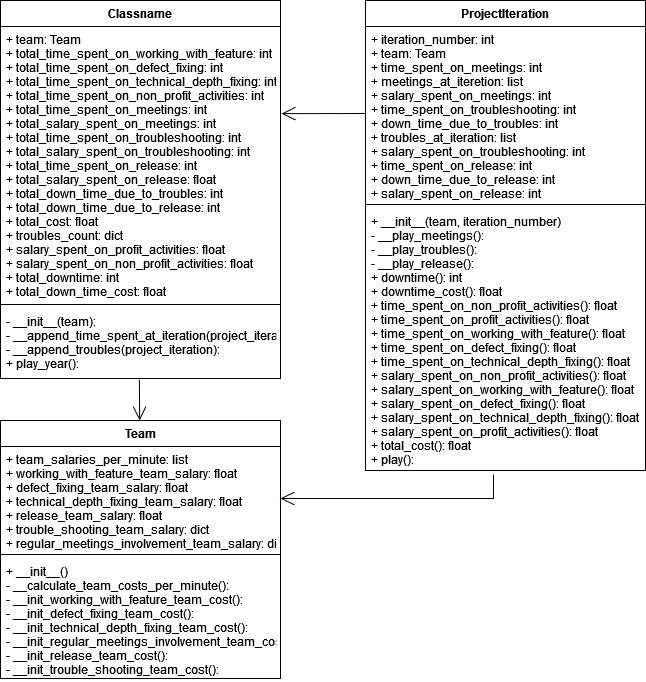 Classname
+ team: Team
+ total_time_spent_on_working_with_feature: int
+ total_time_spent_on_defect_fixing: int
+ total_time_spent_on_technical_depth_fixing: int
+ total_time_spent_on_non_profit_activities: int
+ total_time_spent_on_meetings: int
+ total_salary_spent_on_meetings: int
+ total_time_spent_on_troubleshooting: int
+ total_salary_spent_on_troubleshooting: int
+ total_time_spent_on_release: int
+ total_salary_spent_on_release: float
+ total_down_time_due_to_troubles: int
+ total_down_time_due_to_release: int
+ total_cost: float
+ troubles_count: dict
+ salary_spent_on_profit_activities: float
+ salary_spent_on_non_profit_activities: float
+ total_downtime: int
+ total_down_time_cost: float
- __init__(team):
- __append_time_spent_at_iteration(project_itera
- __append_troubles(project_iteration):
+ play_year():
ProjectIteration
+ iteration_number: int
+ team: Team
+ time_spent_on_meetings: int
+ meetings_at_iteretion: list
+ salary_spent_on_meetings: int
+ time_spent_on_troubleshooting: int
+ down_time_due_to_troubles: int
+ troubles_at_iteration: list
+ salary_spent_on_troubleshooting: int
+ time_spent_on_release: int
+ down_time_due_to_release: int
+ salary_spent_on_release: int
+ __init__(team, iteration_number)
- __play_meetings():
- __play_troubles():
- __play_release():
+ downtime(): int
+ downtime_cost(): float
+ time_spent_on_non_profit_activities(): float
+ time_spent_on_profit_activities(): float
+ time_spent_on_working_with_feature(): float
+ time_spent_on_defect_fixing(): float
+ time_spent_on_technical_depth_fixing(): float
+ salary_spent_on_non_profit_activities(): float
+ salary_spent_on_working_with_feature(): float
+ salary_spent_on_defect_fixing(): float
+ salary_spent_on_technical_depth_fixing(): float
+ salary_spent_on_profit_activities(): float
+ total_cost(): float
+ play():
Team
+ team_salaries_per_minute: list
+ working_with_feature_team_salary: float
+ defect_fixing_team_salary: float
+ technical_depth_fixing_team_salary: float
+ release_team_salary: float
+ trouble_shooting_team_salary: dict
+ regular_meetings_involvement_team_salary: di
+ __init__()
- __calculate_team_costs_per_minute():
- __init_working_with_feature_team_cost():
- __init_defect_fixing_team_cost():
- __init_technical_depth_fixing_team_cost():
- __init_regular_meetings_involvement_team_co
- __init_release_team_cost():
- __init_trouble_shooting_team_cost():